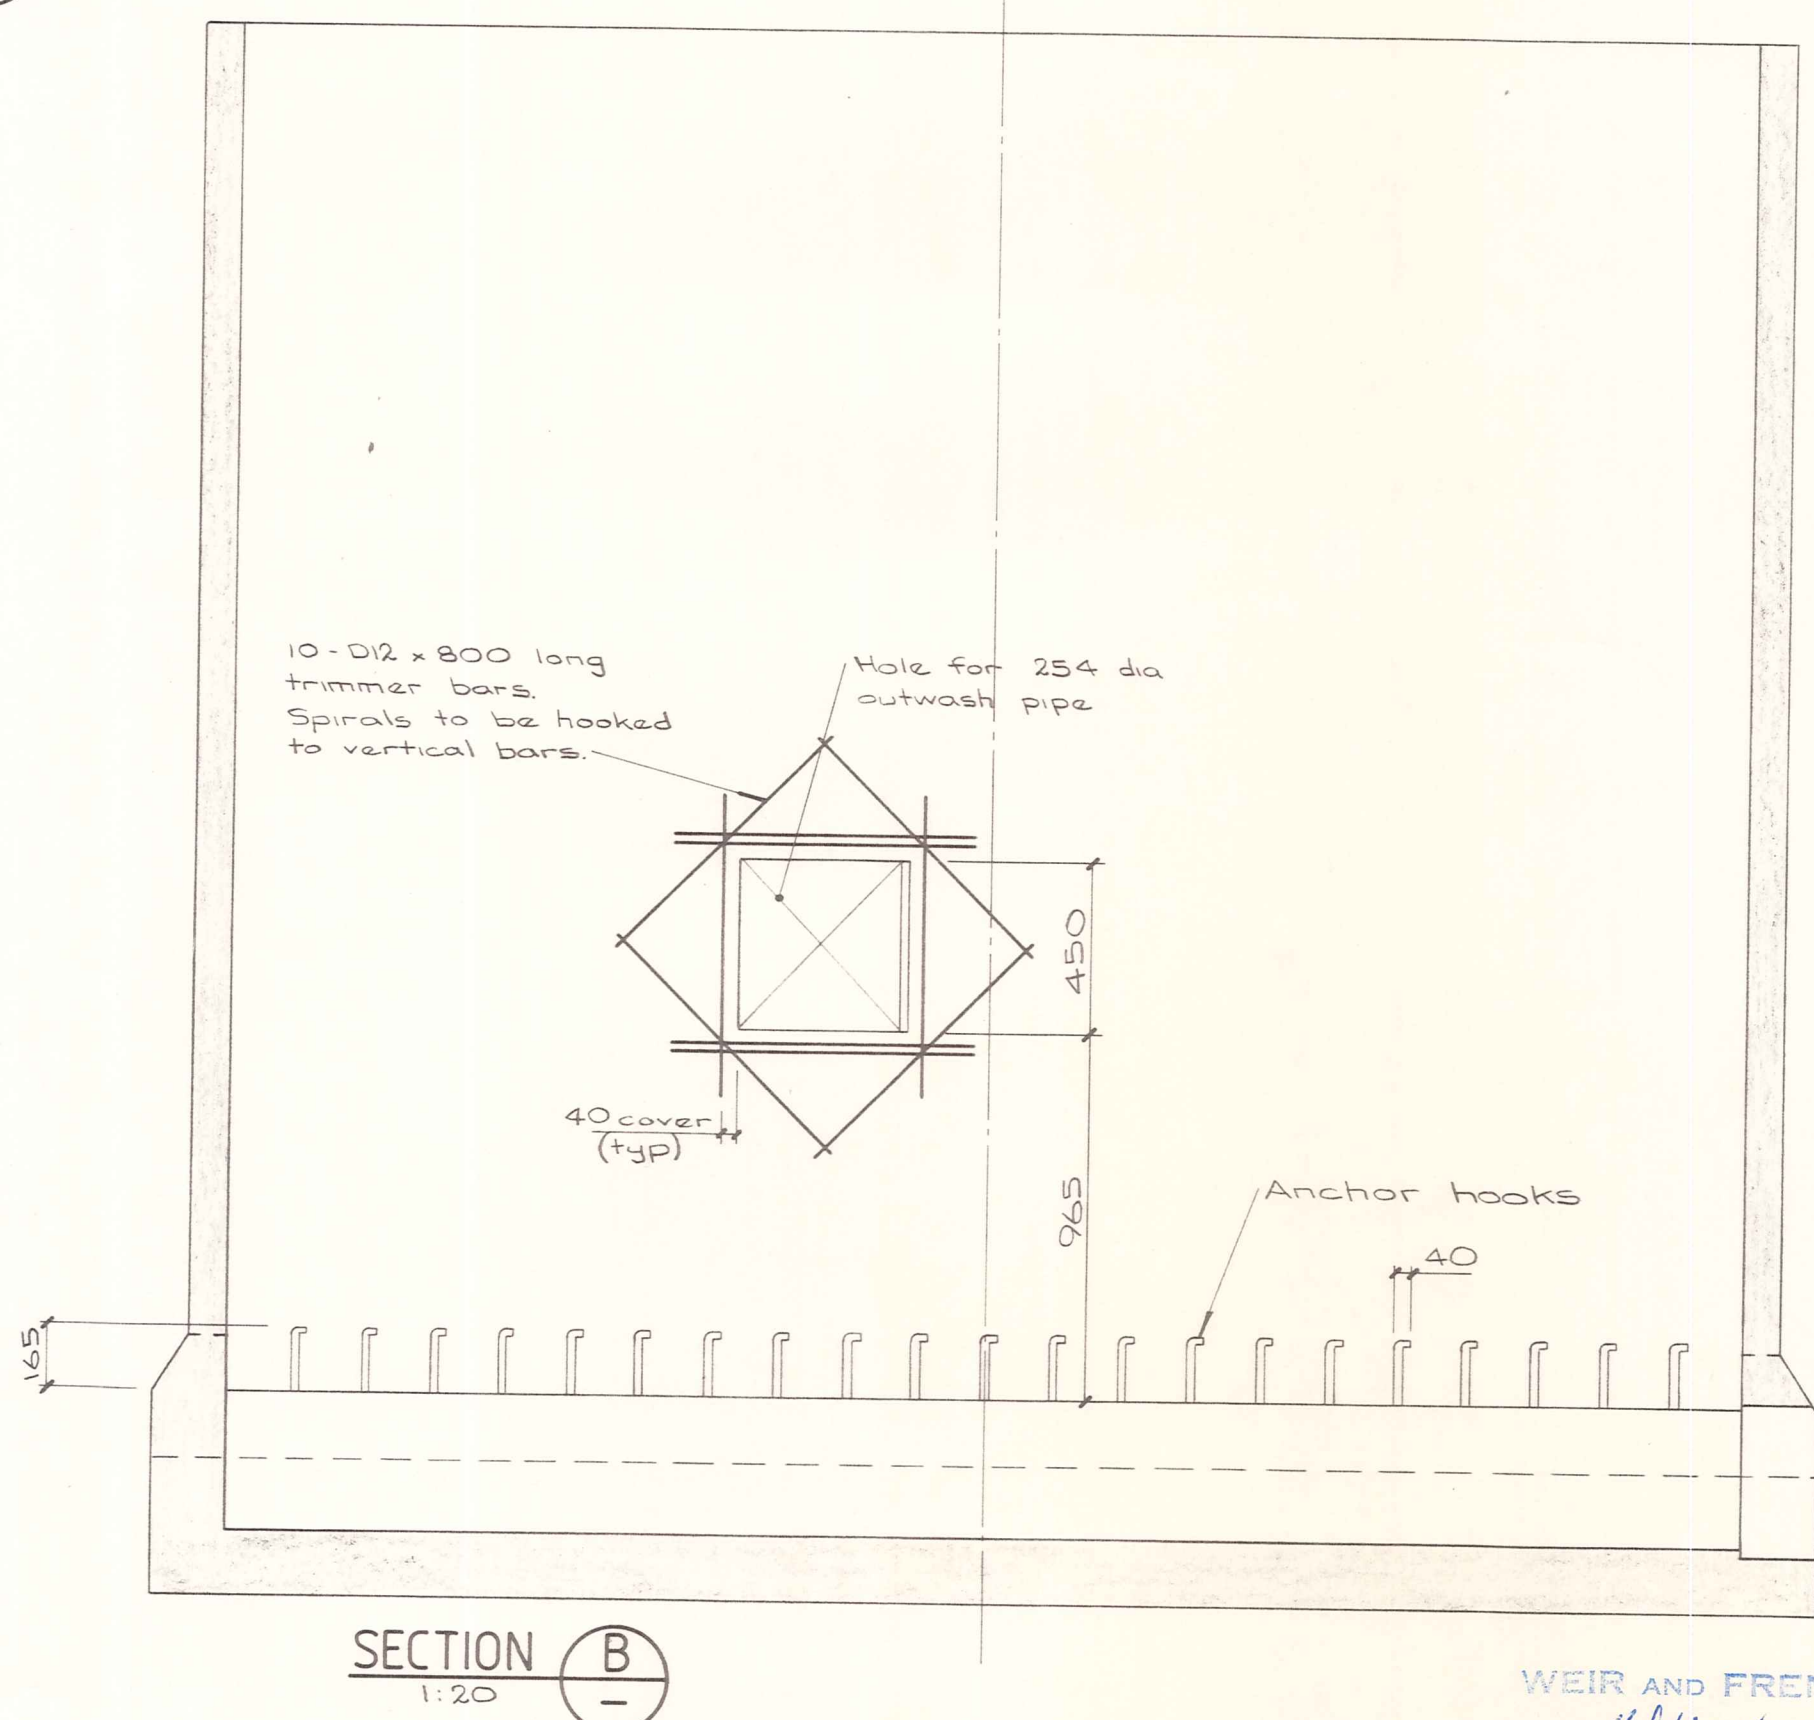 10 - D12 x 800 long
trimmer bars.
Spirals to be hooked
to vertical bars.
Hole for 254 dia
outwash pipe
450
40 cover
(typ)
965
Anchor hooks
40
165
SECTION B
1:20 –
WEIR AND FREN